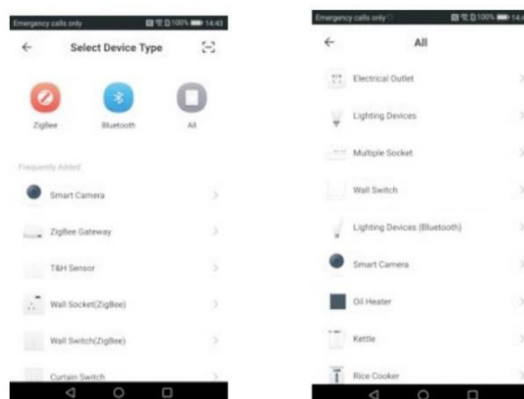 Emergency calls only
100%
14:43
Select Device Type
ZigBee
Bluetooth
All
Frequently Added
Smart Camera
ZigBee Gateway
T&H Sensor
Wall Socket(ZigBee)
Wall Switch(ZigBee)
Curtain Switch
Emergency calls only
100%
All
Electrical Outlet
Lighting Devices
Multiple Socket
Wall Switch
Lighting Devices (Bluetooth)
Smart Camera
Oil Heater
Kettle
Rice Cooker